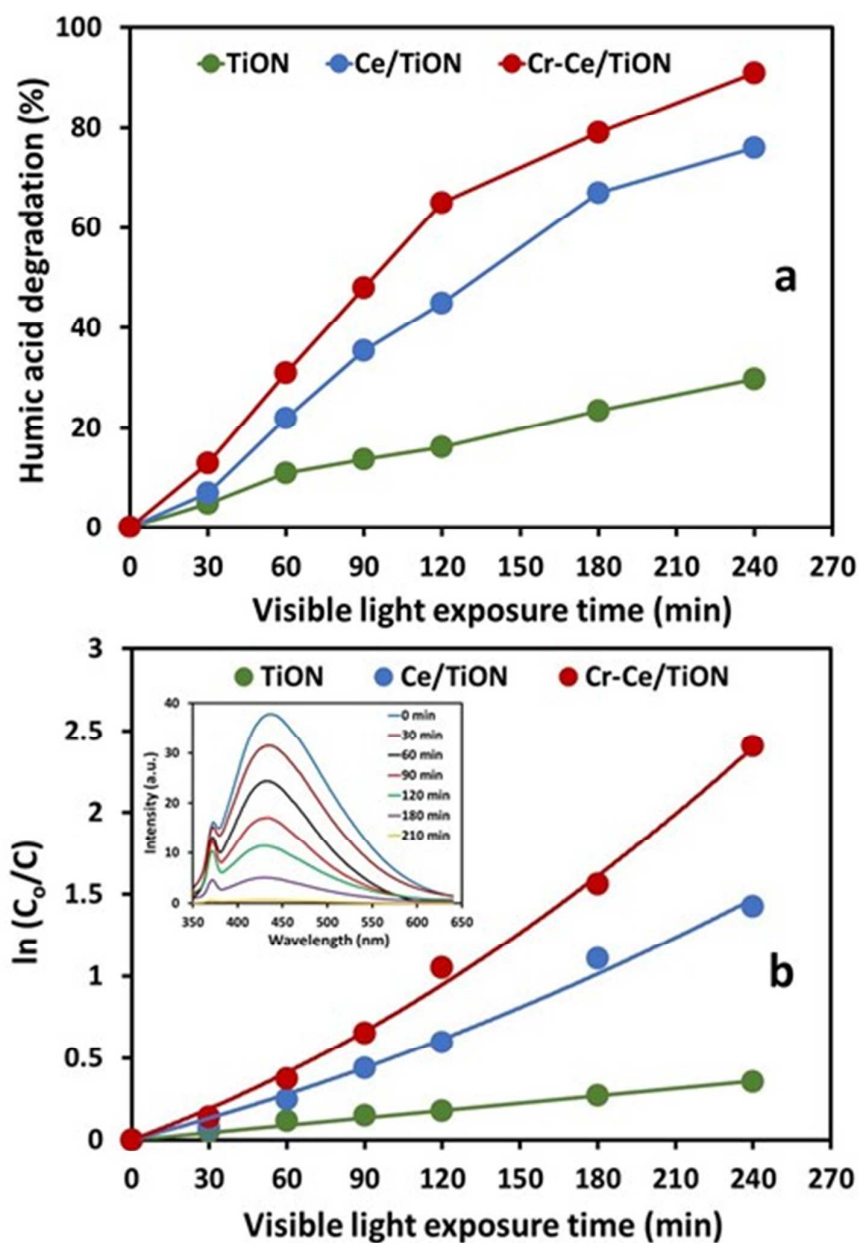 100
80
60
40
20
0
Humic acid degradation (%)
TiON Ce/TiON Cr-Ce/TiON
a
0 30 60 90 120 150 180 210 240 270
Visible light exposure time (min)
3
2.5
2
1.5
1
0.5
0
ln (Co/C)
TiON Ce/TiON Cr-Ce/TiON
40
30
20
10
0
Intensity (a.u.)
0 min
30 min
60 min
90 min
120 min
180 min
210 min
350 400 450 500 550 600 650
Wavelength (nm)
b
0 30 60 90 120 150 180 210 240 270
Visible light exposure time (min)